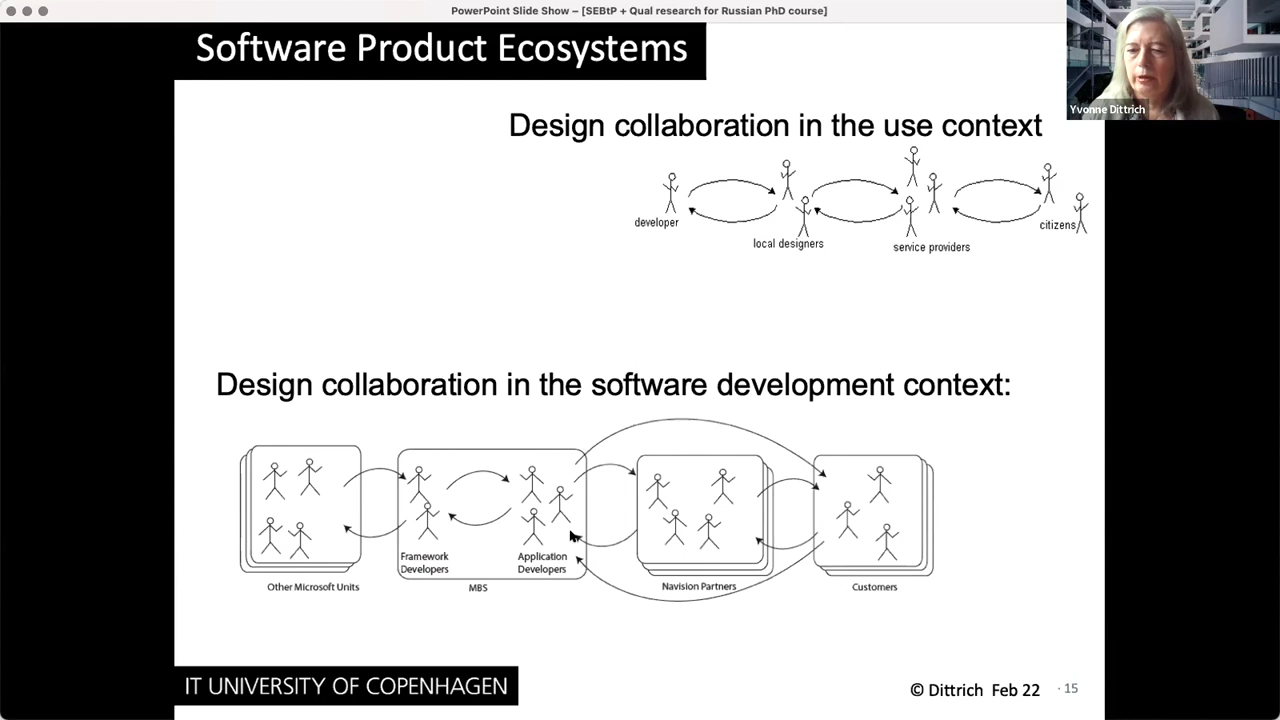 PowerPoint Slide Show – [SEBtP + Qual research for Russian PhD course]
Software Product Ecosystems
Yvonne Dittrich
Design collaboration in the use context
developer
local designers
service providers
citizens
Design collaboration in the software development context:
Framework
Developers
Application
Developers
Other Microsoft Units
MBS
Navision Partners
Customers
IT UNIVERSITY OF COPENHAGEN
© Dittrich Feb 22
· 15